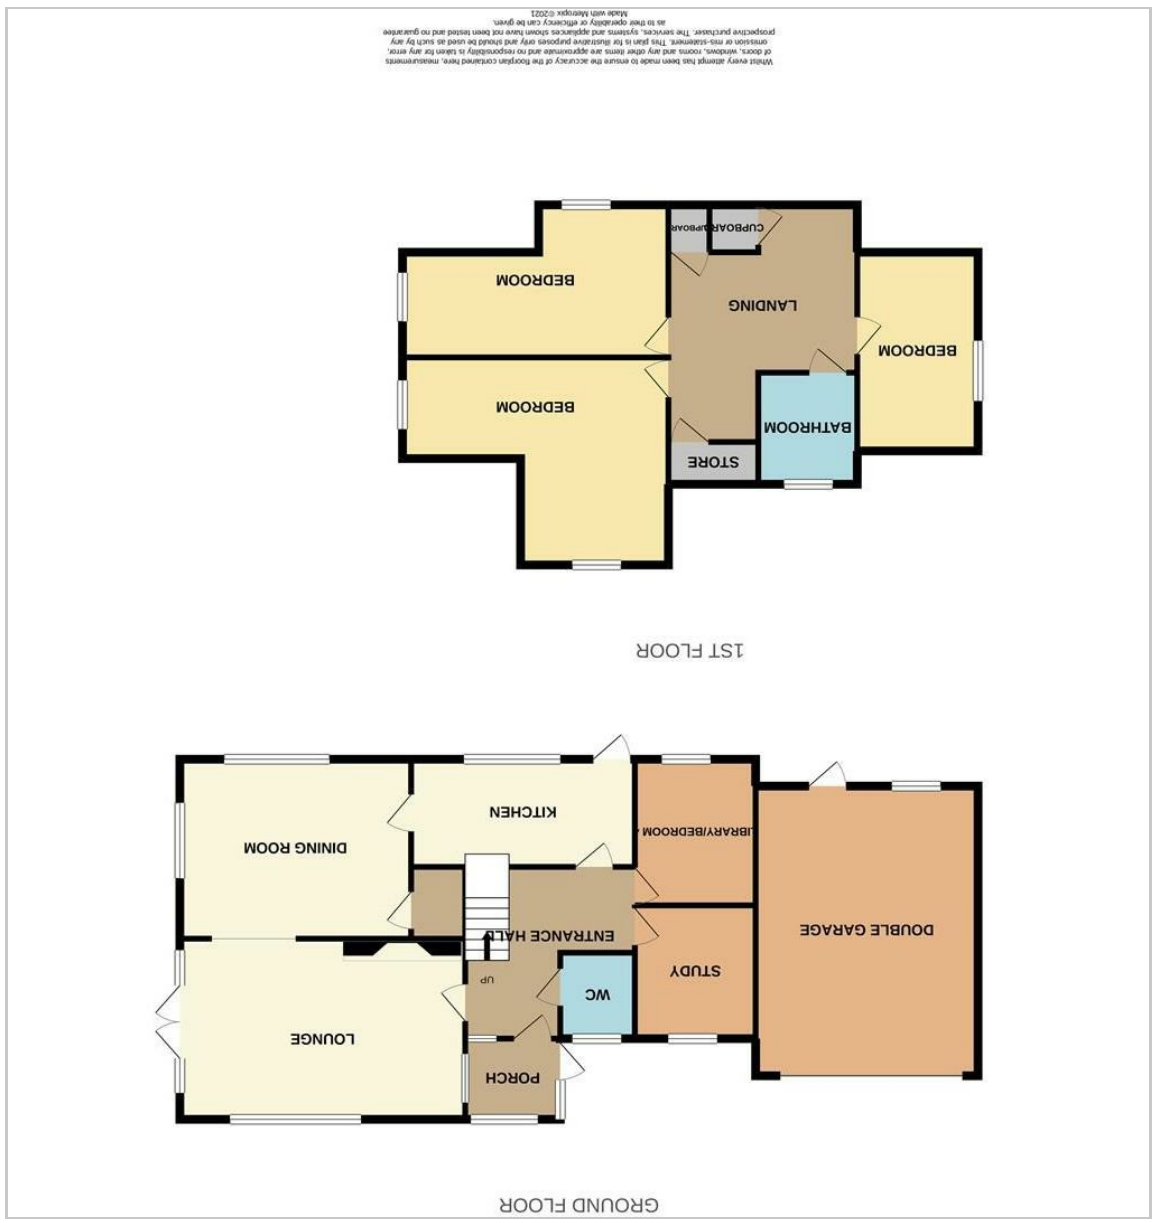 GROUND FLOOR
PORCH
LOUNGE
WC
UP
STUDY
ENTRANCE HALL
DOUBLE GARAGE
DINING ROOM
LIBRARY/BEDROOM
KITCHEN
1ST FLOOR
STORE
BATHROOM
BEDROOM
BEDROOM
LANDING
BEDROOM
CUPBOAR
UPBOAR
Whilst every attempt has been made to ensure the accuracy of the floorplan contained here, measurements
of doors, windows, rooms and any other items are approximate and no responsibility is taken for any error,
omission or mis-statement. This plan is for illustrative purposes only and should be used as such by any
prospective purchaser. The services, systems and appliances shown have not been tested and no guarantee
as to their operability or efficiency can be given.
Made with Metropix ©2021